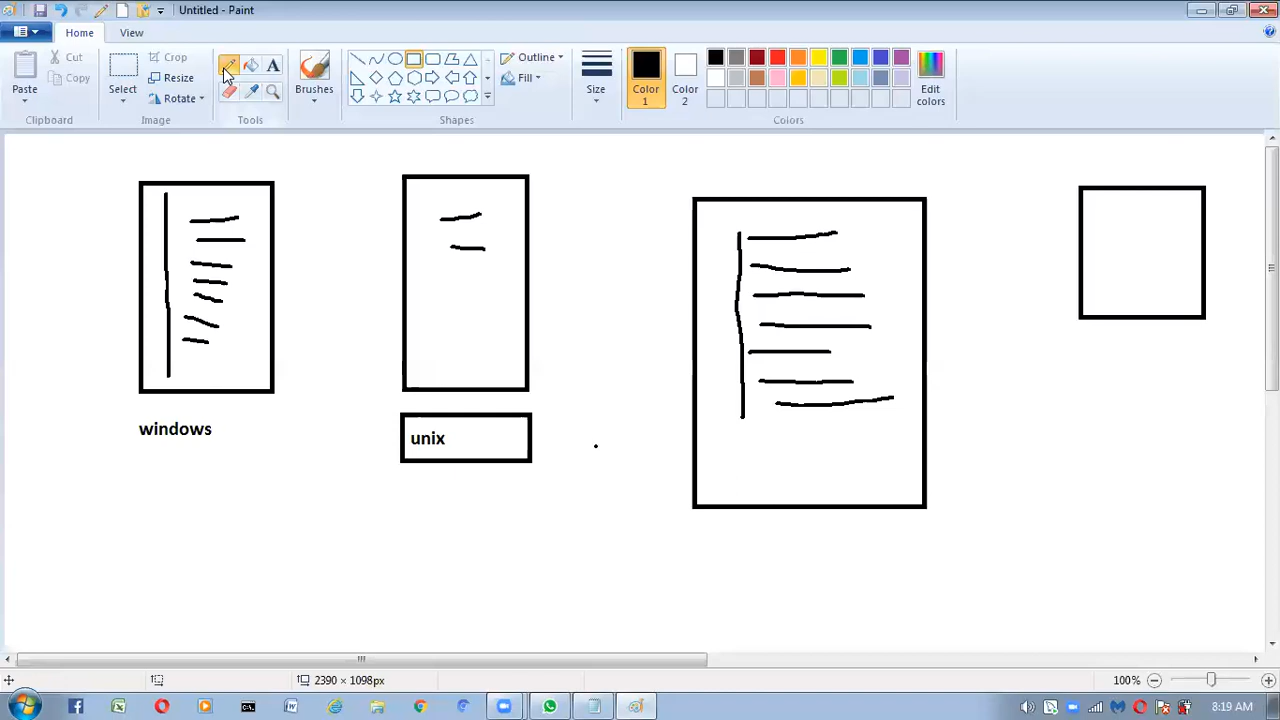 Untitled - Paint
Home
View
Paste
Cut
Copy
Clipboard
Select
Crop
Resize
Rotate
Image
A
Tools
Brushes
Outline
Fill
Shapes
Size
Color 1
Color 2
Edit colors
Colors
windows
unix
2390 × 1098px
100%
8:19 AM